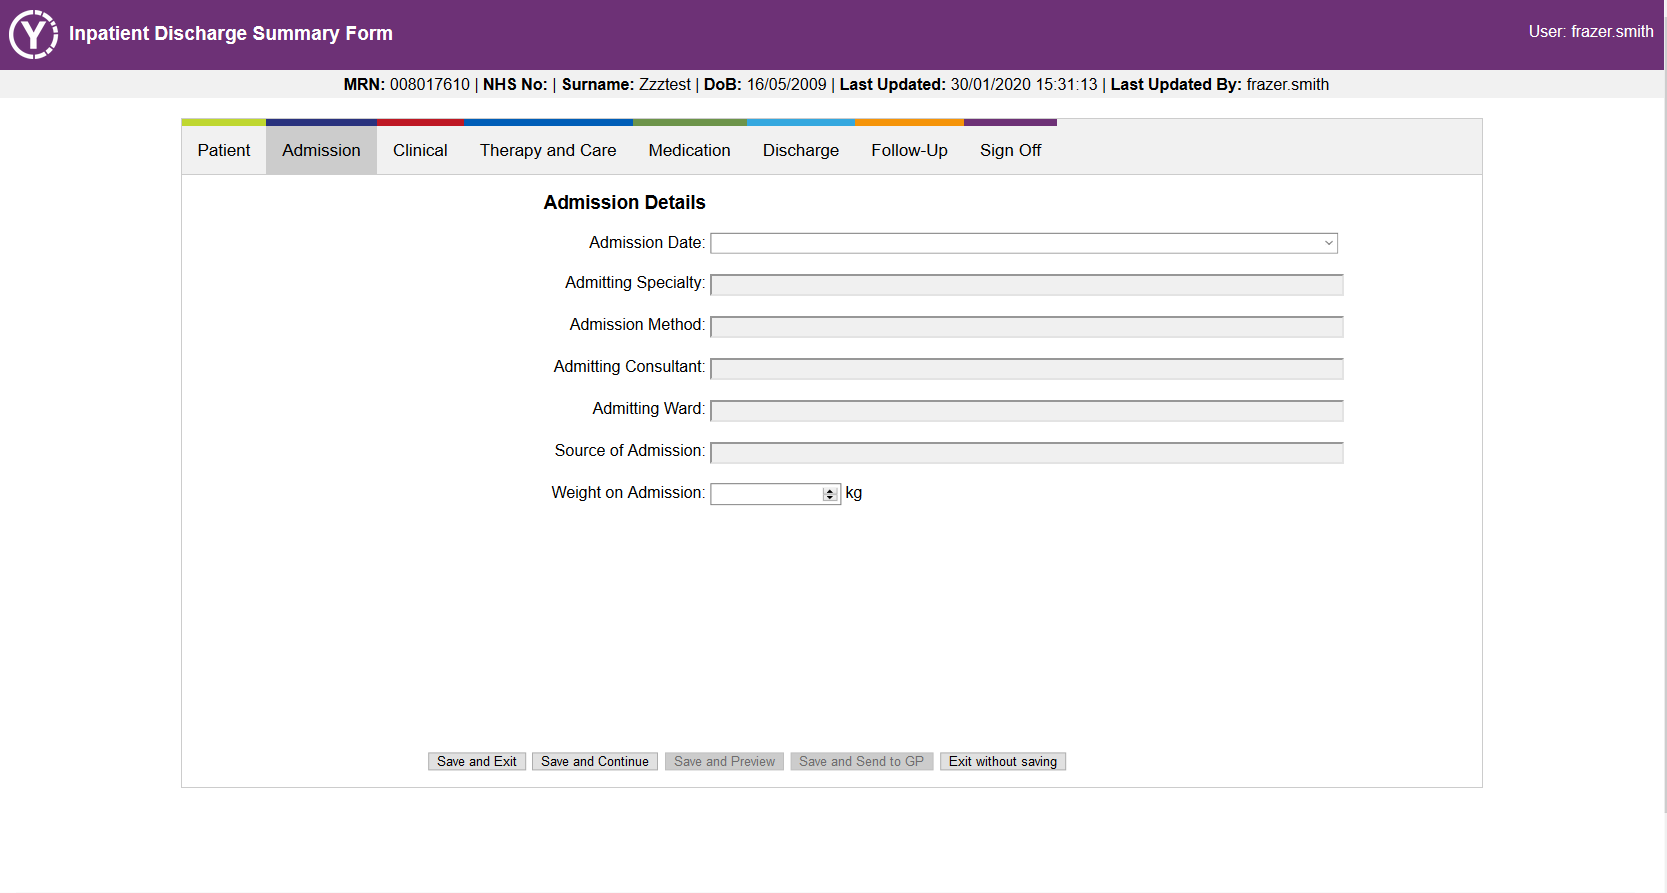 Y Inpatient Discharge Summary Form
User: frazer.smith
MRN: 008017610 | NHS No: | Surname: Zzztest | DoB: 16/05/2009 | Last Updated: 30/01/2020 15:31:13 | Last Updated By: frazer.smith
Patient Admission Clinical Therapy and Care Medication Discharge Follow-Up Sign Off
Admission Details
Admission Date:
Admitting Specialty:
Admission Method:
Admitting Consultant:
Admitting Ward:
Source of Admission:
Weight on Admission: kg
Save and Exit Save and Continue Save and Preview Save and Send to GP Exit without saving